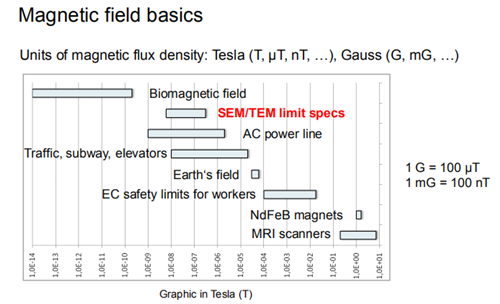 Magnetic field basics
Units of magnetic flux density: Tesla (T, µT, nT, …), Gauss (G, mG, …)
Biomagnetic field
SEM/TEM limit specs
AC power line
Traffic, subway, elevators
Earth's field
EC safety limits for workers
NdFeB magnets
MRI scanners
1 G = 100 µT
1 mG = 100 nT
1,0E-14
1,0E-13
1,0E-12
1,0E-11
1,0E-10
1,0E-09
1,0E-08
1,0E-07
1,0E-06
1,0E-05
1,0E-04
1,0E-03
1,0E-02
1,0E-01
1,0E+00
1,0E+01
Graphic in Tesla (T)